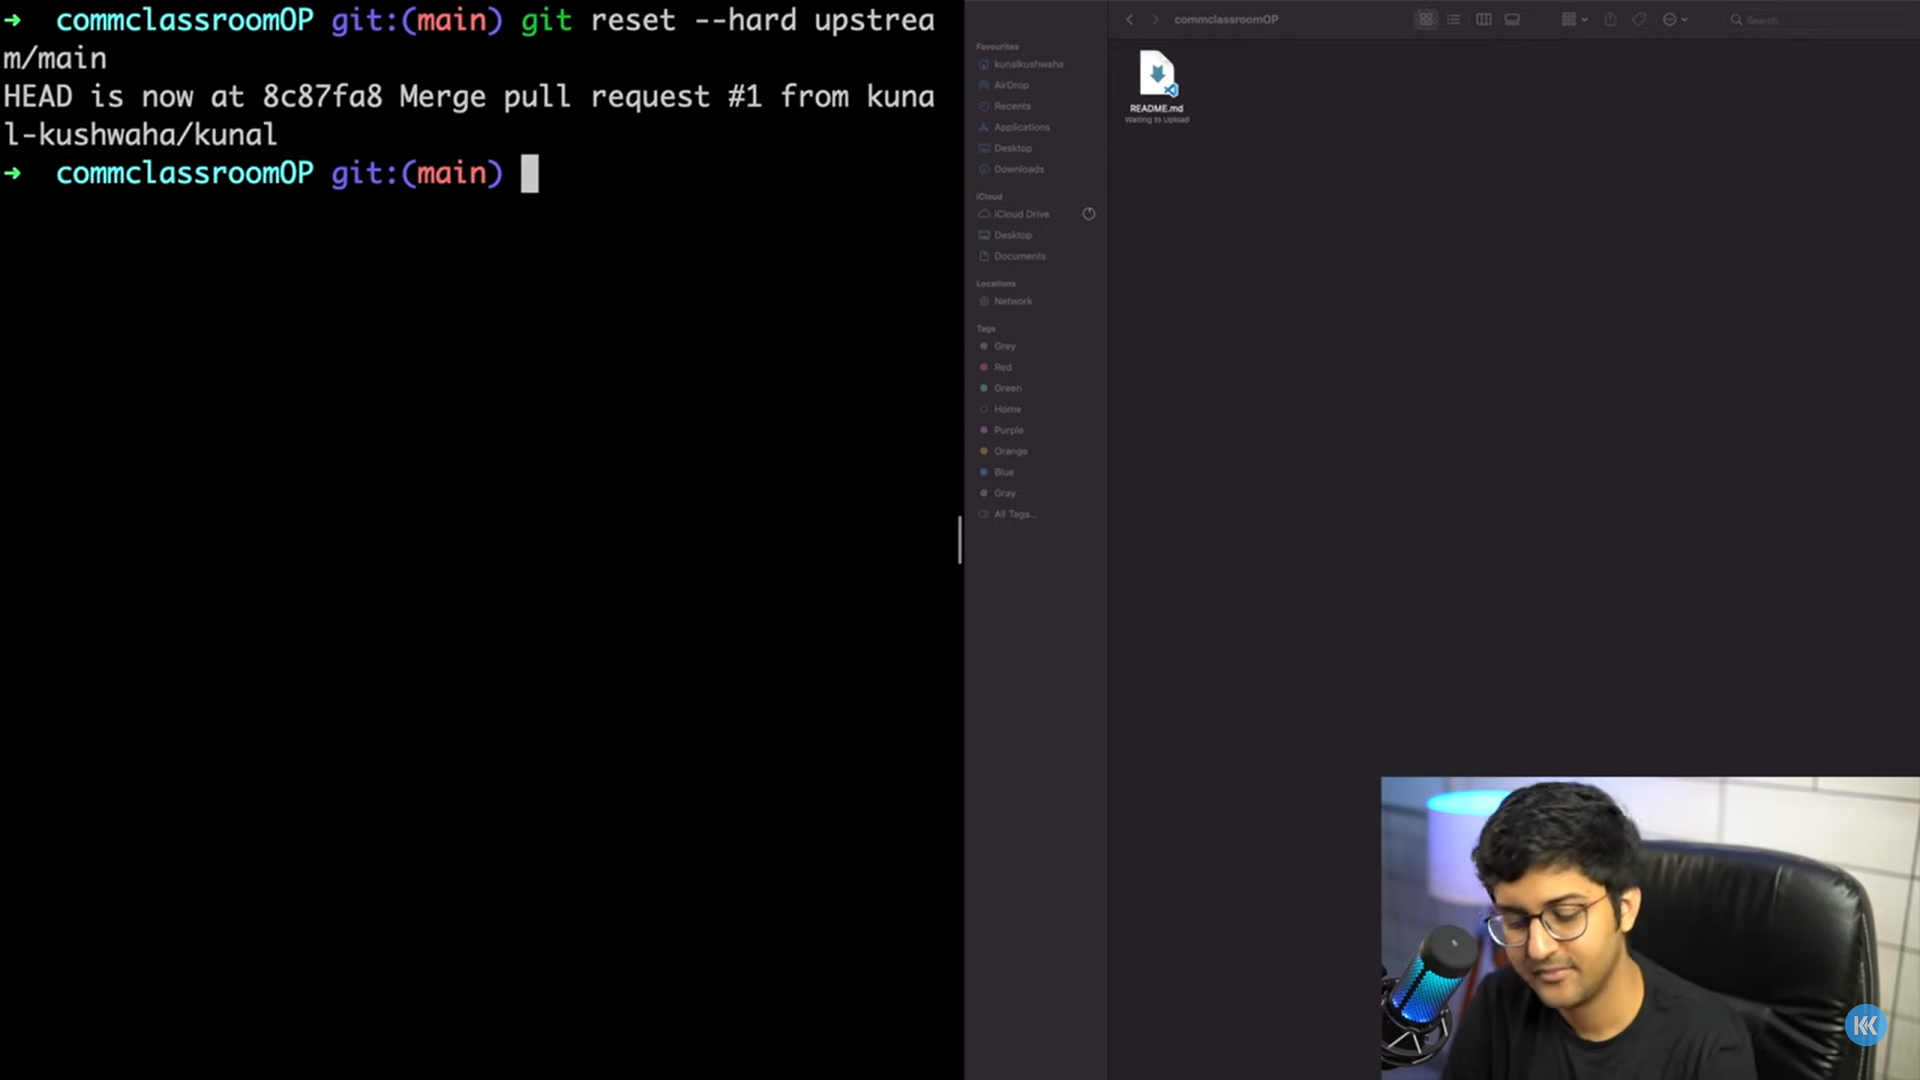 ➜  commclassroomOP git:(main) git reset --hard upstrea
m/main
HEAD is now at 8c87fa8 Merge pull request #1 from kuna
l-kushwaha/kunal
➜  commclassroomOP git:(main)
commclassroomOP
Search
Favourites
kunalkushwaha
AirDrop
Recents
Applications
Desktop
Downloads
iCloud
iCloud Drive
Desktop
Documents
Locations
Network
Tags
Grey
Red
Green
Home
Purple
Orange
Blue
Gray
All Tags...
README.md
Waiting to Upload
KK